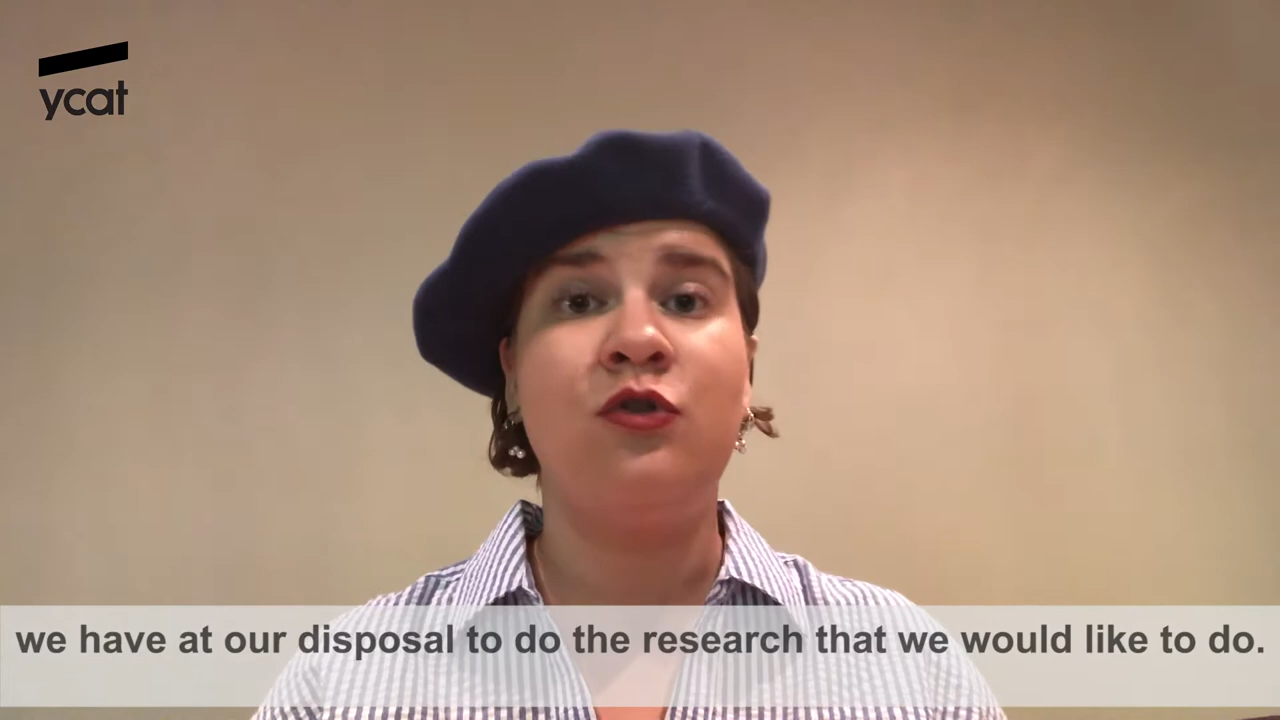 ycat
we have at our disposal to do the research that we would like to do.